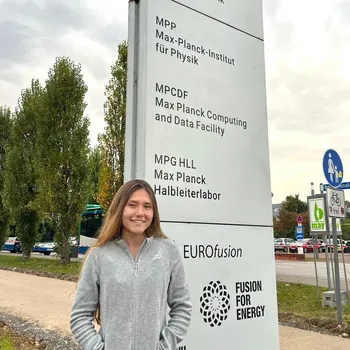 MPP
Max-Planck-Institut
für Physik
MPCDF
Max Planck Computing
and Data Facility
MPG HLL
Max Planck
Halbleiterlabor
EUROfusion
FUSION
FOR
ENERGY
may